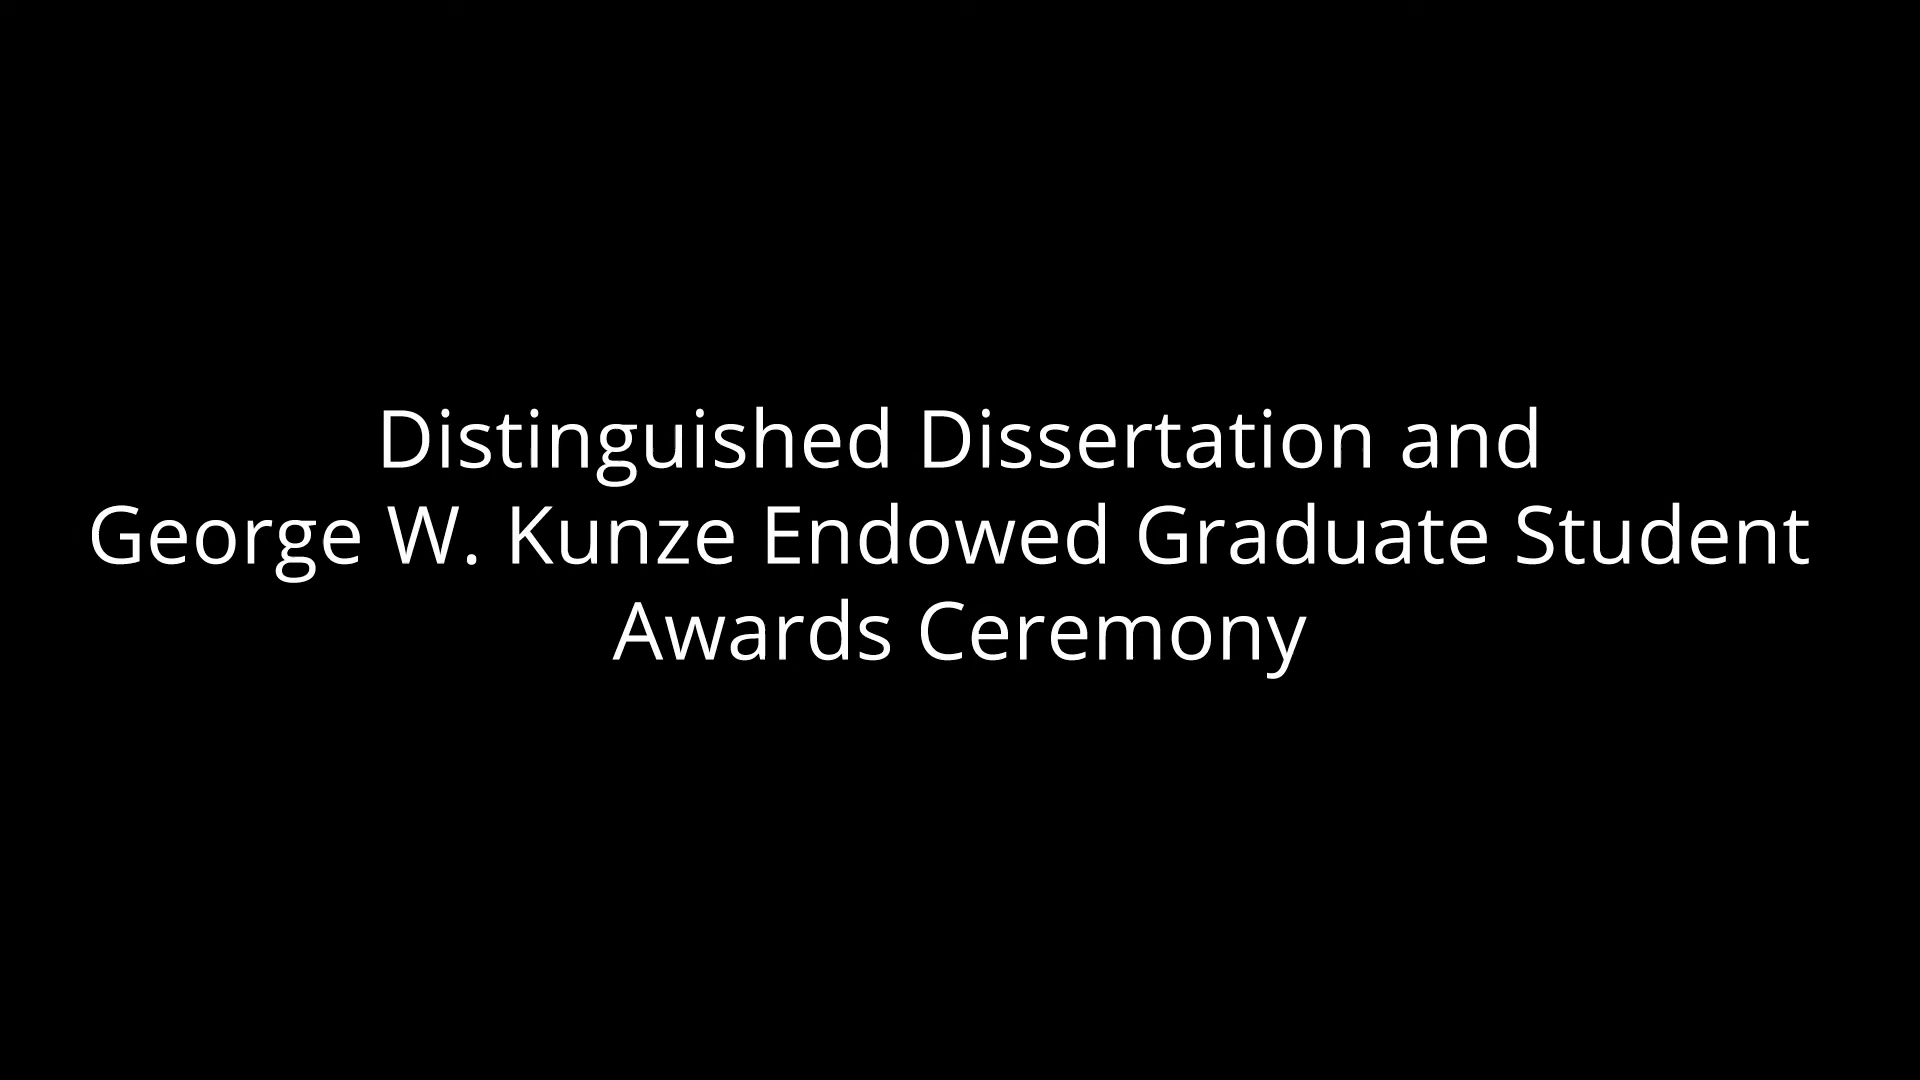 Distinguished Dissertation and
George W. Kunze Endowed Graduate Student
Awards Ceremony